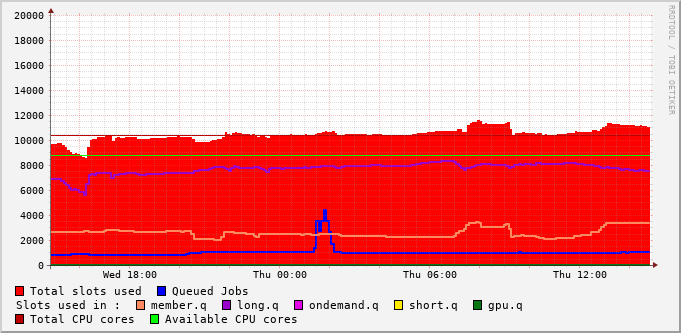 RRDTOOL / TOBI OETIKER
20000
18000
16000
14000
12000
10000
8000
6000
4000
2000
0
Wed 18:00 Thu 00:00 Thu 06:00 Thu 12:00
Total slots used Queued Jobs
Slots used in : member.q long.q ondemand.q short.q gpu.q
Total CPU cores Available CPU cores